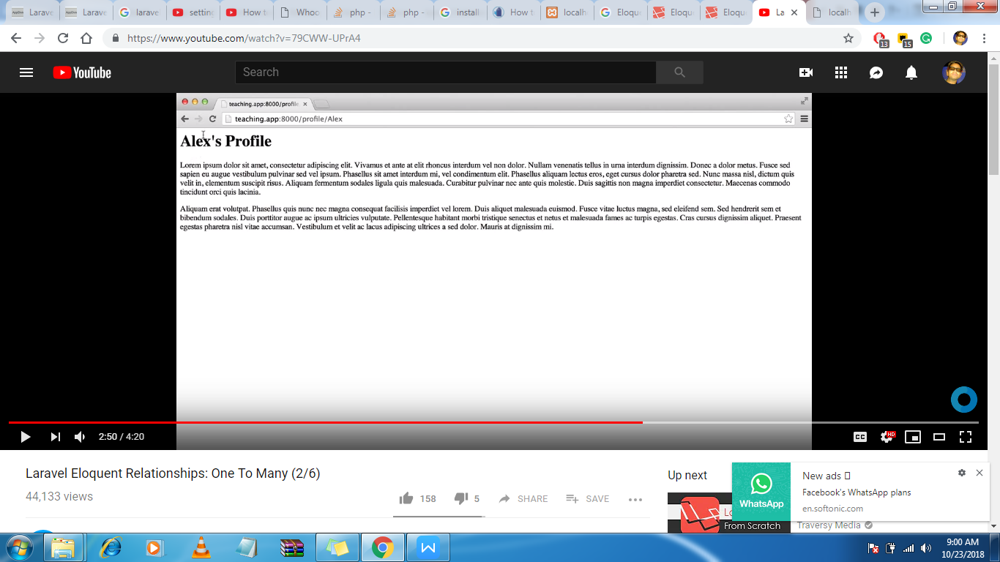 Larave
Larave
laravel
setting
How to
Whoo
php -
php -
install
How t
localh
Eloque
Eloque
Eloque
La
localh
https://www.youtube.com/watch?v=79CWW-UPrA4
13
15
YouTube
Search
teaching.app:8000/profile
teaching.app:8000/profile/Alex
Alex's Profile
Lorem ipsum dolor sit amet, consectetur adipiscing elit. Vivamus et ante at elit rhoncus interdum vel non dolor. Nullam venenatis tellus in urna interdum dignissim. Donec a dolor metus. Fusce sed
sapien eu augue vestibulum pulvinar sed vel ipsum. Phasellus sit amet interdum mi, vel condimentum elit. Phasellus aliquam lectus eros, eget cursus dolor pharetra sed. Nunc massa nisl, dictum quis
velit in, elementum suscipit risus. Aliquam fermentum sodales ligula quis malesuada. Curabitur pulvinar nec ante quis molestie. Duis sagittis non magna imperdiet consectetur. Maecenas commodo
tincidunt orci quis lacinia.
Aliquam erat volutpat. Phasellus quis nunc nec magna consequat facilisis imperdiet vel lorem. Duis aliquet malesuada euismod. Fusce vitae luctus magna, sed eleifend sem. Sed hendrerit sem et
bibendum sodales. Duis porttitor augue ac ipsum ultricies vulputate. Pellentesque habitant morbi tristique senectus et netus et malesuada fames ac turpis egestas. Cras cursus dignissim aliquet. Praesent
egestas pharetra nisl vitae accumsan. Vestibulum et velit ac lacus adipiscing ultrices a sed dolor. Mauris at dignissim mi.
2:50 / 4:20
CC
HD
Laravel Eloquent Relationships: One To Many (2/6)
44,133 views
158
5
SHARE
SAVE
Up next
From Scratch
Traversy Media
WhatsApp
New ads
Facebook's WhatsApp plans
en.softonic.com
9:00 AM
10/23/2018